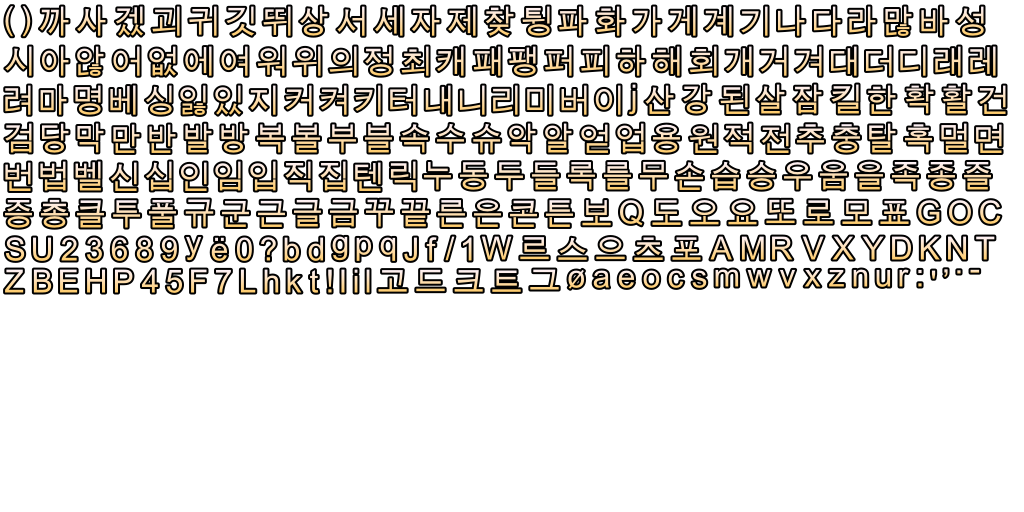 ()까사겠괴귀깃뛰상서세자제찾튕파화가게계기나다라많바성
시아않어없에여워위의정최캐패팽퍼피하해회개거겨대더디래레
려마명베싱잃있지커켜키터내니리미버이j산강된살잠킬한확활건
검당막만반발방복볼부블속수슈악알얻업용원적전추충탈혹멀면
번법벨신십인임입직집텐릭누동두들록를무손습승우움을족종즐
증총클투풀규군근글금꾸끝른은콘튼보Q도오요또로모표GOC
SU23689yë0?bdgpqJf/1W르스으츠포AMRVXYDKNT
ZBEHP45F7Lhkt!lil고드크트그øaeocsmwvxznur:'’·-